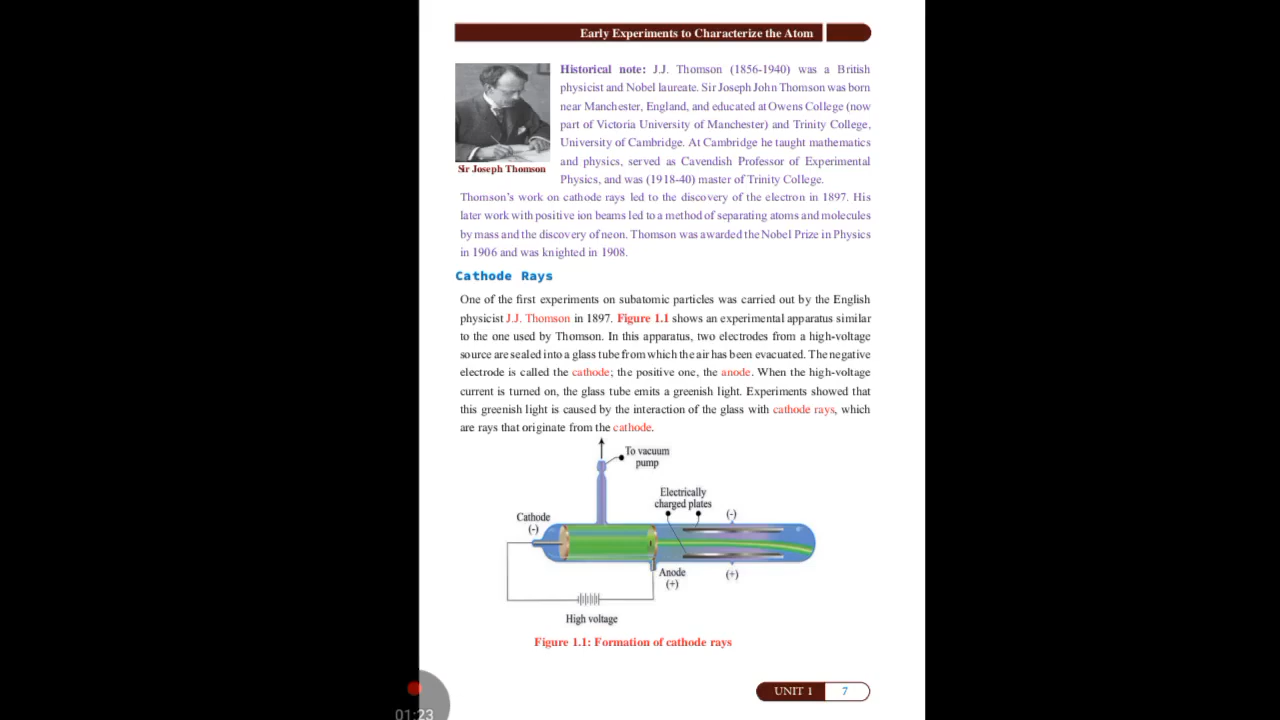 Early Experiments to Characterize the Atom
Historical note: J.J. Thomson (1856-1940) was a British
physicist and Nobel laureate. Sir Joseph John Thomson was born
near Manchester, England, and educated at Owens College (now
part of Victoria University of Manchester) and Trinity College,
University of Cambridge. At Cambridge he taught mathematics
and physics, served as Cavendish Professor of Experimental
Physics, and was (1918-40) master of Trinity College.
Sir Joseph Thomson
Thomson's work on cathode rays led to the discovery of the electron in 1897. His
later work with positive ion beams led to a method of separating atoms and molecules
by mass and the discovery of neon. Thomson was awarded the Nobel Prize in Physics
in 1906 and was knighted in 1908.
Cathode Rays
One of the first experiments on subatomic particles was carried out by the English
physicist J.J. Thomson in 1897. Figure 1.1 shows an experimental apparatus similar
to the one used by Thomson. In this apparatus, two electrodes from a high-voltage
source are sealed into a glass tube from which the air has been evacuated. The negative
electrode is called the cathode; the positive one, the anode. When the high-voltage
current is turned on, the glass tube emits a greenish light. Experiments showed that
this greenish light is caused by the interaction of the glass with cathode rays, which
are rays that originate from the cathode.
To vacuum
pump
Electrically
charged plates
Cathode
(-)
(-)
Anode
(+)
(+)
High voltage
Figure 1.1: Formation of cathode rays
UNIT 1 7
01:23